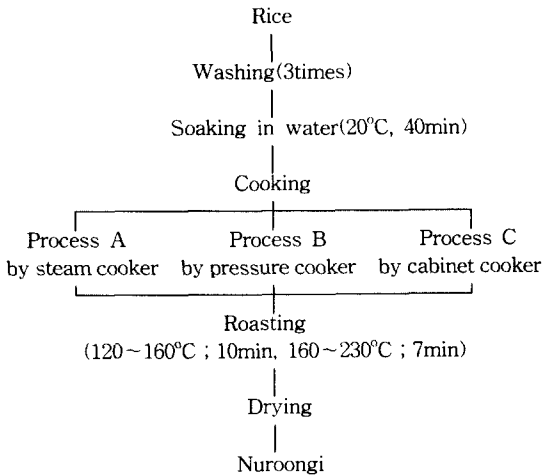 Rice
Washing(3times)
Soaking in water(20°C, 40min)
Cooking
Process A
by steam cooker
Process B
by pressure cooker
Process C
by cabinet cooker
Roasting
(120~160°C ; 10min, 160~230°C ; 7min)
Drying
Nuroongi